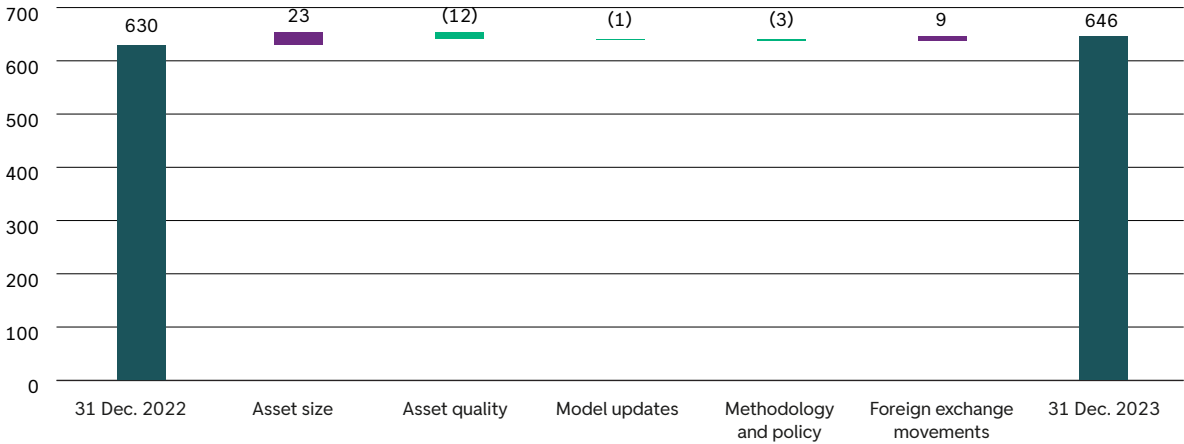 700
600
500
400
300
200
100
0
630
23
(12)
(1)
(3)
9
646
31 Dec. 2022
Asset size
Asset quality
Model updates
Methodology
and policy
Foreign exchange
movements
31 Dec. 2023